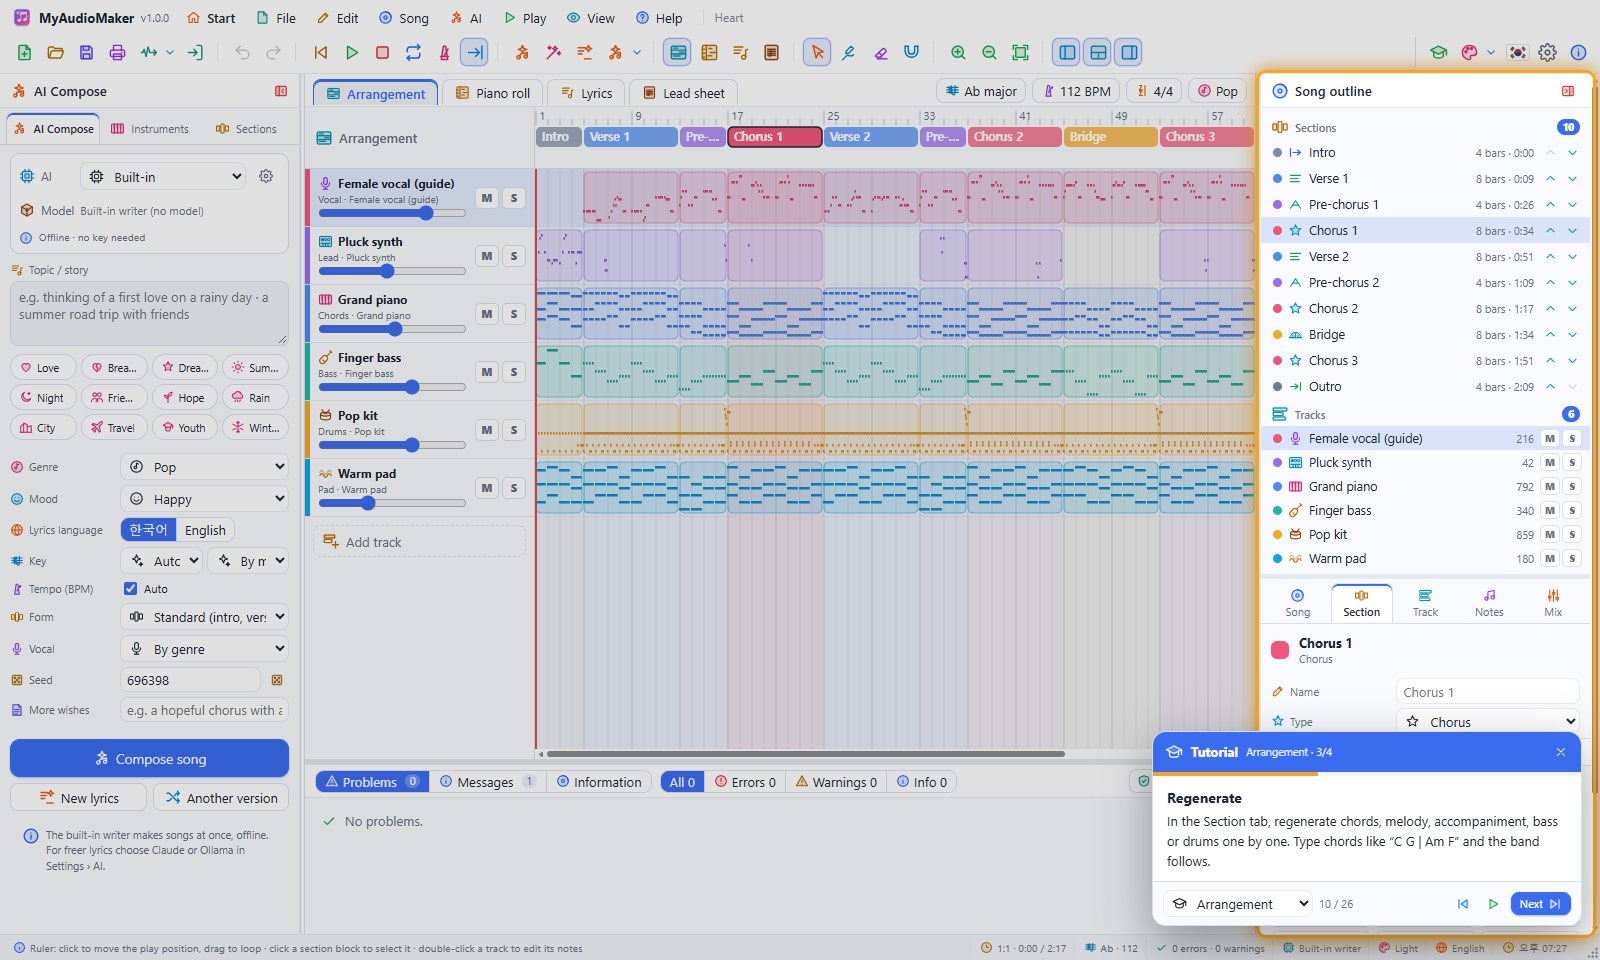 MyAudioMaker v1.0.0 Start File Edit Song AI Play View Help Heart
AI Compose
AI Compose Instruments Sections
AI Built-in
Model Built-in writer (no model)
Offline · no key needed
Topic / story
e.g. thinking of a first love on a rainy day · a
summer road trip with friends
Love Brea... Drea... Sum...
Night Frie... Hope Rain
City Travel Youth Wint...
Genre Pop
Mood Happy
Lyrics language 한국어 English
Key Auto By m
Tempo (BPM) Auto
Form Standard (intro, vers
Vocal By genre
Seed 696398
More wishes e.g. a hopeful chorus with a
Compose song
New lyrics Another version
The built-in writer makes songs at once, offline.
For freer lyrics choose Claude or Ollama in
Settings › AI.
Arrangement Piano roll Lyrics Lead sheet Ab major 112 BPM 4/4 Pop
Arrangement
1 9 17 25 33 41 49 57
Intro Verse 1 Pre-... Chorus 1 Verse 2 Pre-... Chorus 2 Bridge Chorus 3
Female vocal (guide)
Vocal · Female vocal (guide)
M S
Pluck synth
Lead · Pluck synth
M S
Grand piano
Chords · Grand piano
M S
Finger bass
Bass · Finger bass
M S
Pop kit
Drums · Pop kit
M S
Warm pad
Pad · Warm pad
M S
Add track
Problems 0 Messages 1 Information All 0 Errors 0 Warnings 0 Info 0
No problems.
Song outline
Sections 10
Intro 4 bars · 0:00
Verse 1 8 bars · 0:09
Pre-chorus 1 4 bars · 0:26
Chorus 1 8 bars · 0:34
Verse 2 8 bars · 0:51
Pre-chorus 2 4 bars · 1:09
Chorus 2 8 bars · 1:17
Bridge 8 bars · 1:34
Chorus 3 8 bars · 1:51
Outro 4 bars · 2:09
Tracks 6
Female vocal (guide) 216 M S
Pluck synth 42 M S
Grand piano 792 M S
Finger bass 340 M S
Pop kit 859 M S
Warm pad 180 M S
Song Section Track Notes Mix
Chorus 1
Chorus
Name Chorus 1
Type Chorus
Tutorial Arrangement · 3/4
Regenerate
In the Section tab, regenerate chords, melody, accompaniment, bass
or drums one by one. Type chords like “C G | Am F” and the band
follows.
Arrangement 10 / 26 Next
Ruler: click to move the play position, drag to loop · click a section block to select it · double-click a track to edit its notes 1:1 · 0:00 / 2:17 Ab · 112 0 errors · 0 warnings Built-in writer Light English 오후 07:27